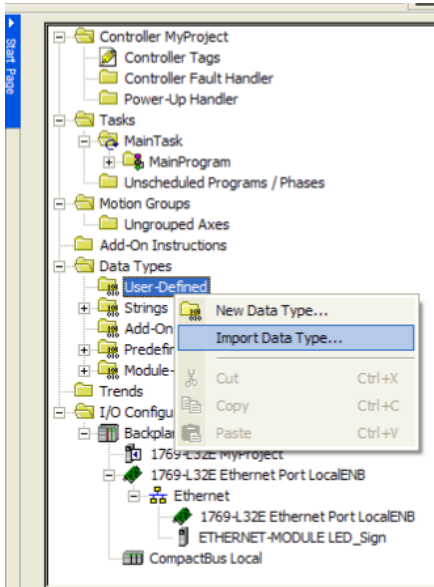 Start Page
Controller MyProject
Controller Tags
Controller Fault Handler
Power-Up Handler
Tasks
MainTask
MainProgram
Unscheduled Programs / Phases
Motion Groups
Ungrouped Axes
Add-On Instructions
Data Types
User-Defined
Strings
New Data Type...
Add-On
Import Data Type...
Predefi
Module-
Cut Ctrl+X
Trends
I/O Configu
Copy Ctrl+C
Backpla
Paste Ctrl+V
1769-L32E MyProject
1769-L32E Ethernet Port LocalENB
Ethernet
1769-L32E Ethernet Port LocalENB
ETHERNET-MODULE LED_Sign
CompactBus Local